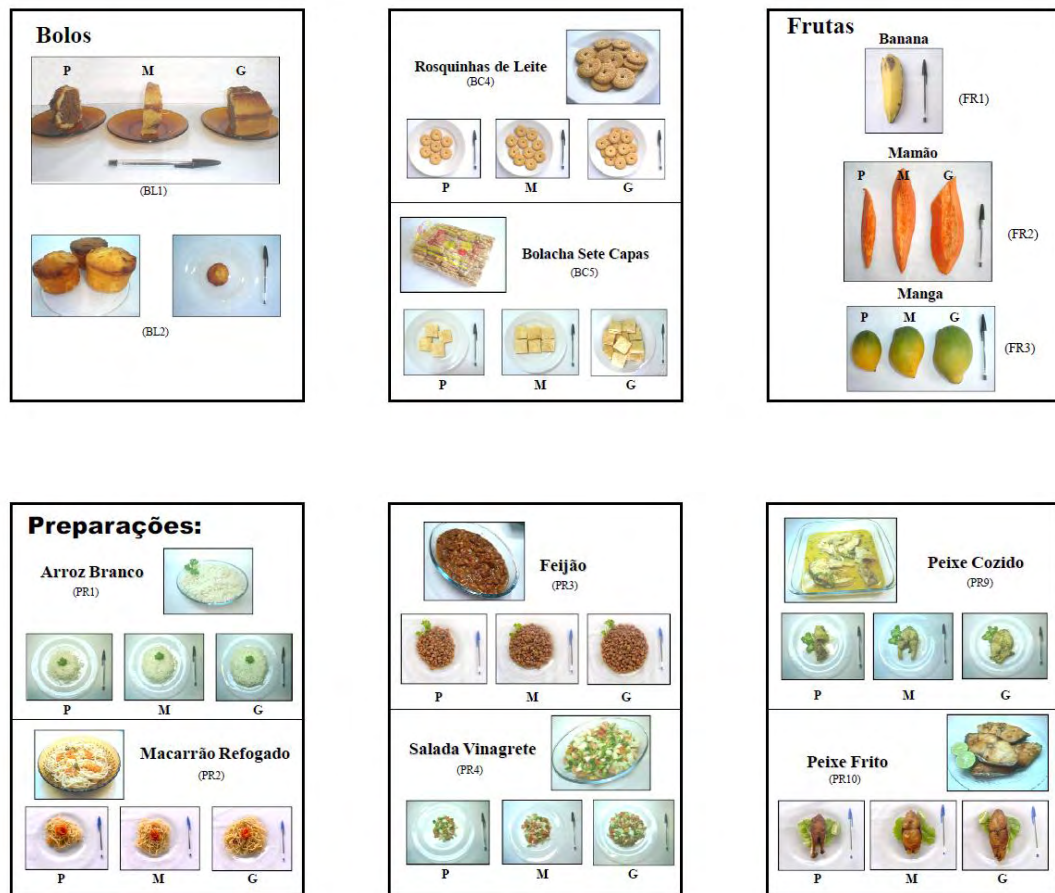 Bolos
P M G
(BL1)
(BL2)
Rosquinhas de Leite
(BC4)
P M G
Bolacha Sete Capas
(BC5)
P M G
Frutas
Banana
(FR1)
Mamão
P M G
(FR2)
Manga
P M G
(FR3)
Preparações:
Arroz Branco
(PR1)
P M G
Macarrão Refogado
(PR2)
P M G
Feijão
(PR3)
P M G
Salada Vinagrete
(PR4)
P M G
Peixe Cozido
(PR9)
P M G
Peixe Frito
(PR10)
P M G